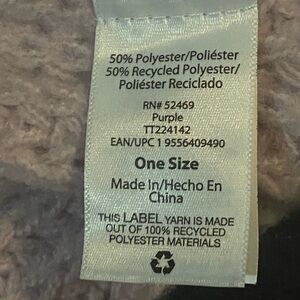 50% Polyester/Poliéster
50% Recycled Polyester/
Poliéster Reciclado
RN# 52469
Purple
TT224142
EAN/UPC 1 9556409490
One Size
Made In/Hecho En
China
THIS LABEL YARN IS MADE
OUT OF 100% RECYCLED
POLYESTER MATERIALS